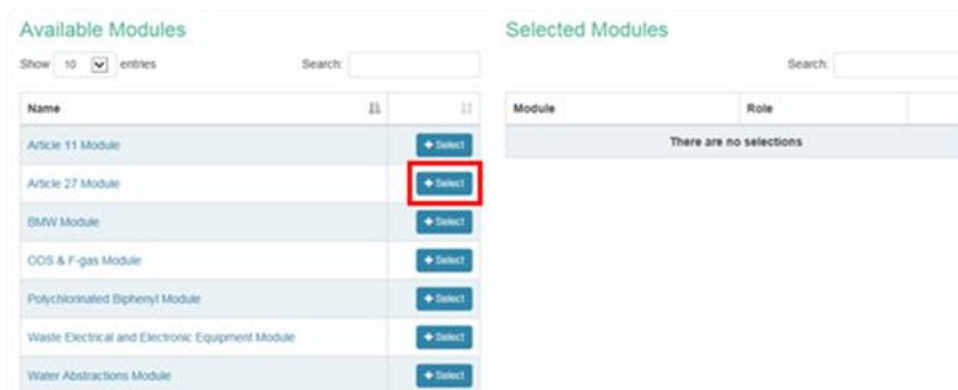 Available Modules
Show 10 entries Search:
Name
Article 11 Module + Select
Article 27 Module + Select
BMW Module + Select
ODS & F-gas Module + Select
Polychlorinated Biphenyl Module + Select
Waste Electrical and Electronic Equipment Module + Select
Water Abstractions Module + Select
Selected Modules
Search:
Module Role
There are no selections